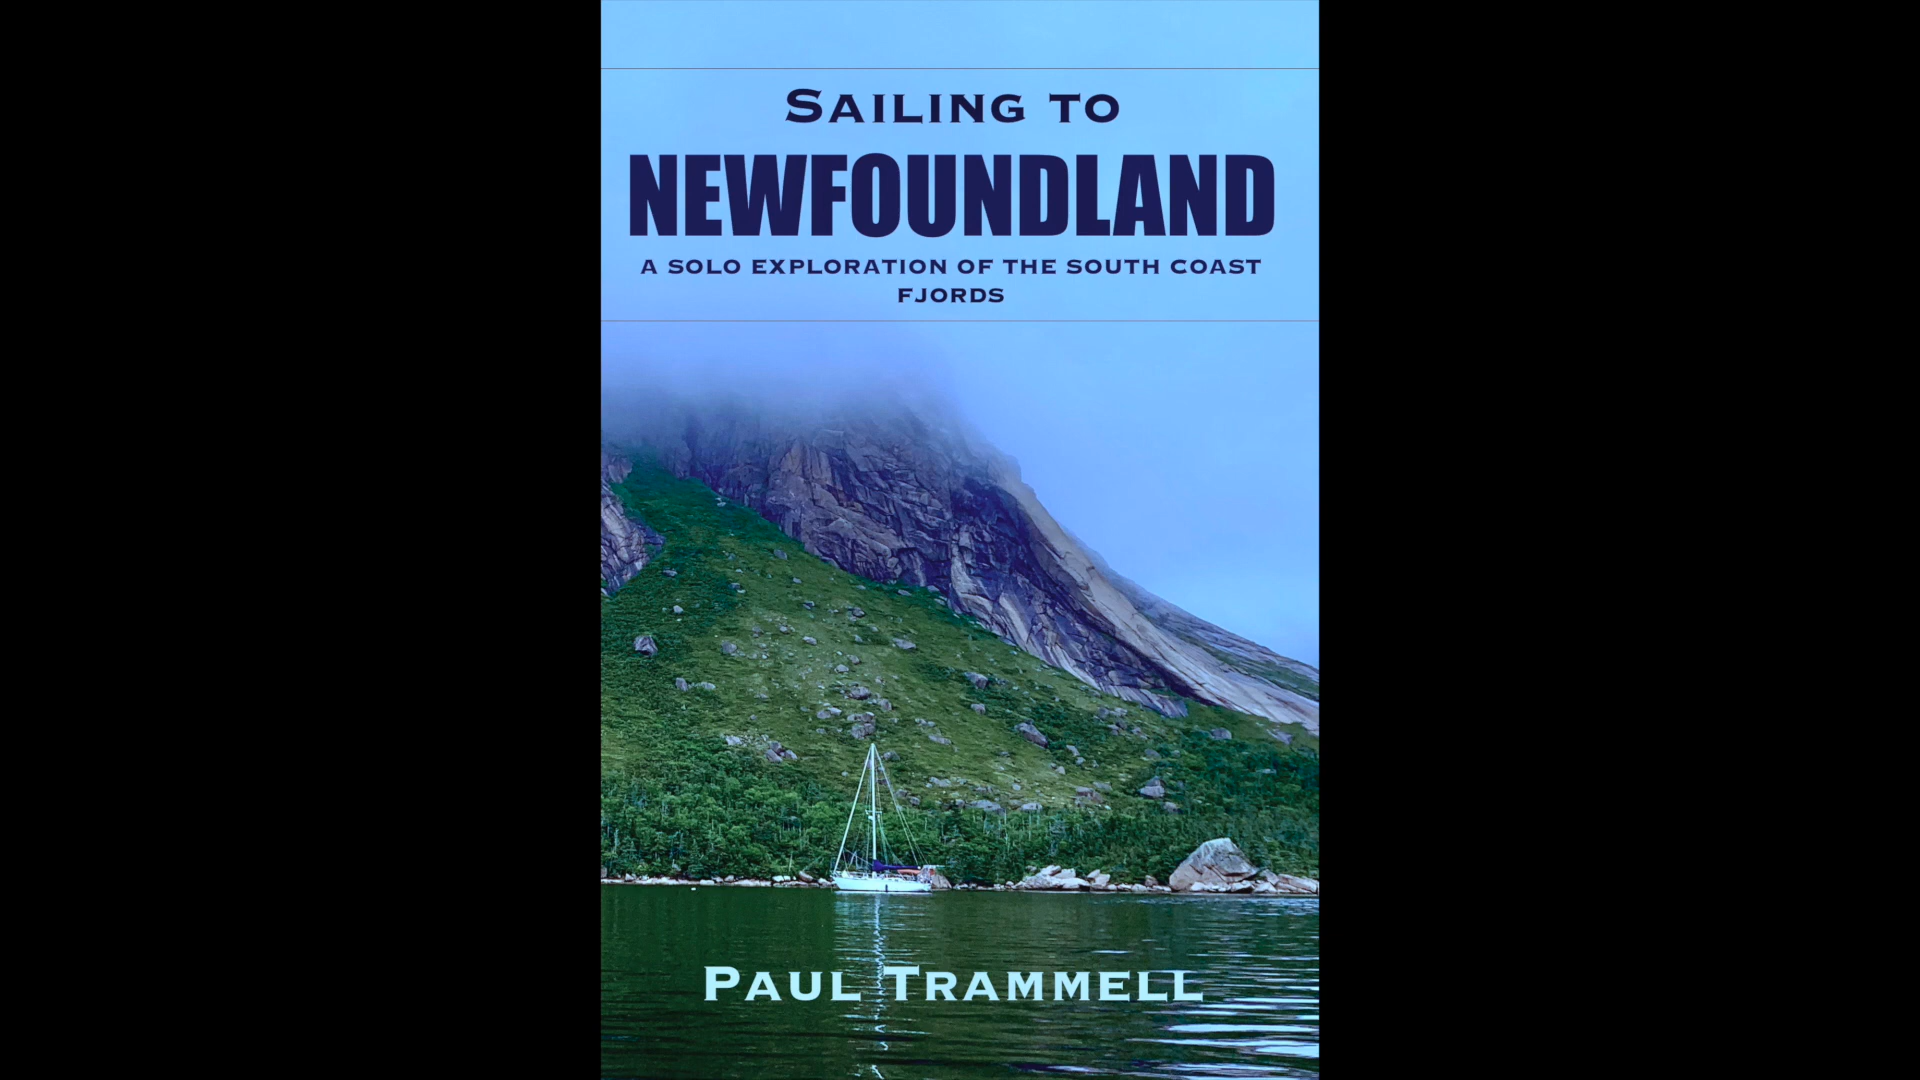 Sailing to
NEWFOUNDLAND
A SOLO EXPLORATION OF THE SOUTH COAST
FJORDS
Paul Trammell